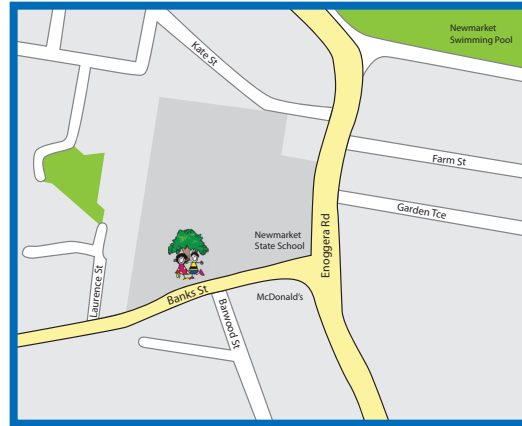 Newmarket
Swimming Pool
Kate St
Farm St
Garden Tce
Newmarket
State School
Enoggera Rd
Laurence St
Banks St
McDonald's
Barwood St